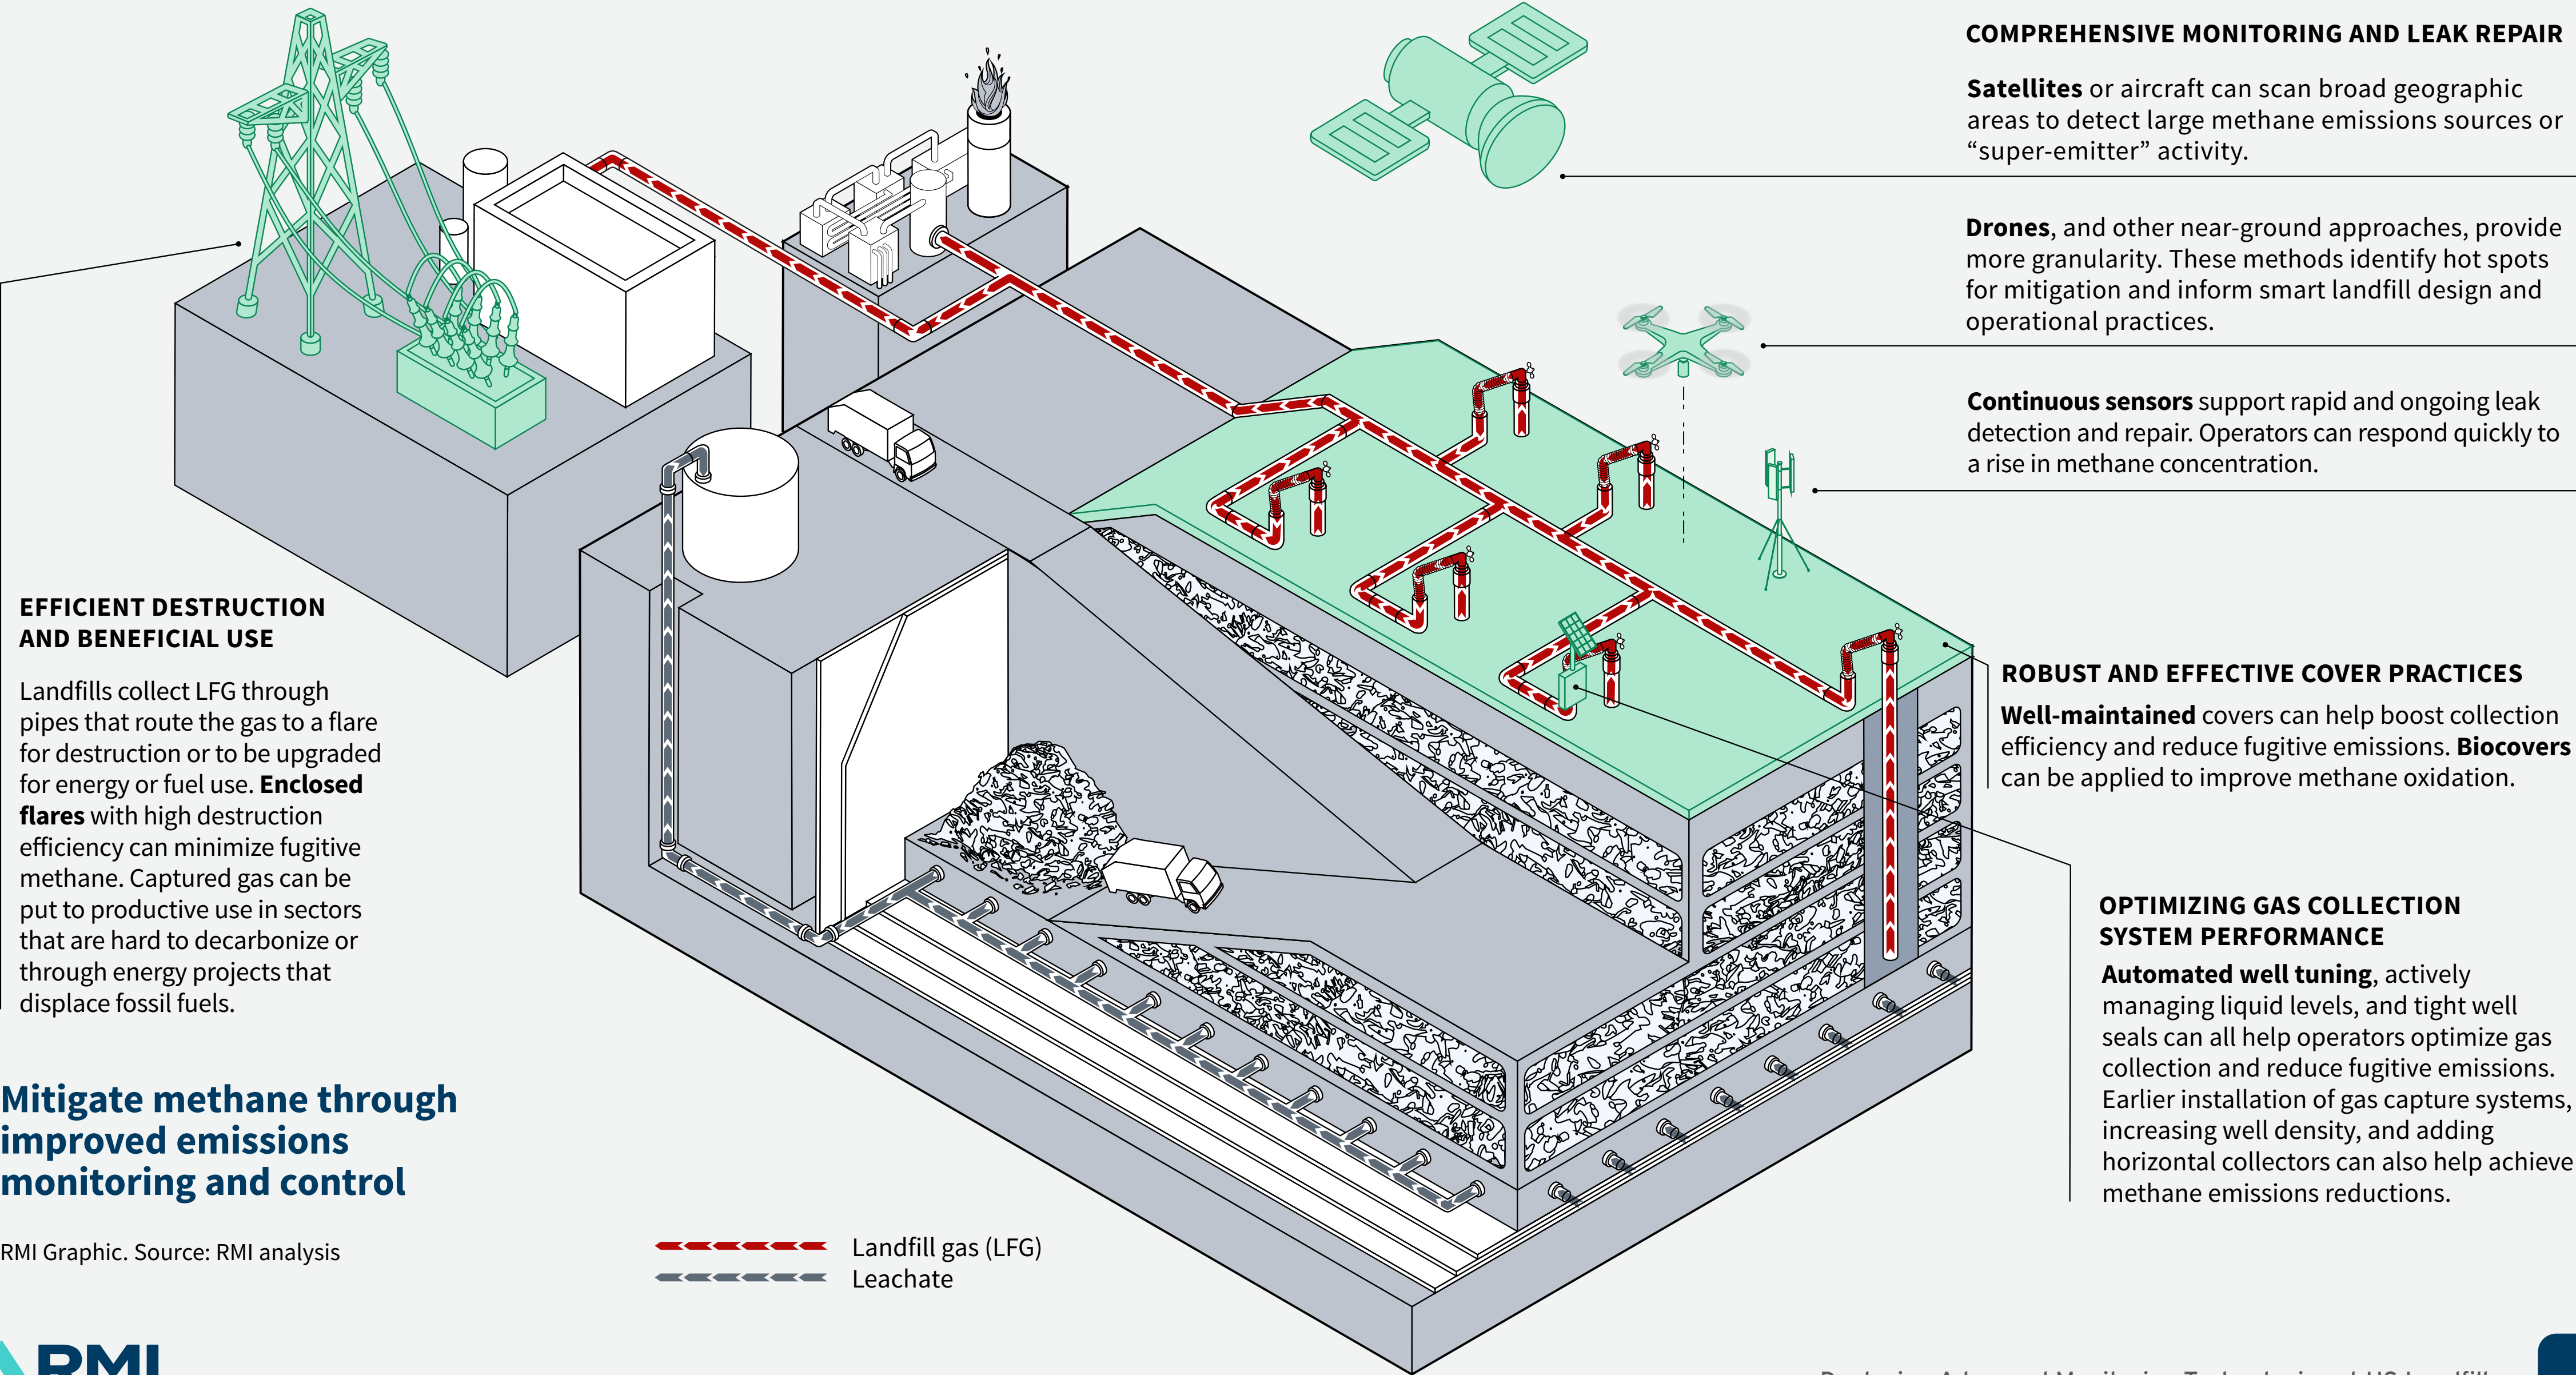 COMPREHENSIVE MONITORING AND LEAK REPAIR
Satellites or aircraft can scan broad geographic
areas to detect large methane emissions sources or
“super-emitter” activity.
Drones, and other near-ground approaches, provide
more granularity. These methods identify hot spots
for mitigation and inform smart landfill design and
operational practices.
Continuous sensors support rapid and ongoing leak
detection and repair. Operators can respond quickly to
a rise in methane concentration.
EFFICIENT DESTRUCTION
AND BENEFICIAL USE
Landfills collect LFG through
pipes that route the gas to a flare
for destruction or to be upgraded
for energy or fuel use. Enclosed
flares with high destruction
efficiency can minimize fugitive
methane. Captured gas can be
put to productive use in sectors
that are hard to decarbonize or
through energy projects that
displace fossil fuels.
ROBUST AND EFFECTIVE COVER PRACTICES
Well-maintained covers can help boost collection
efficiency and reduce fugitive emissions. Biocovers
can be applied to improve methane oxidation.
OPTIMIZING GAS COLLECTION
SYSTEM PERFORMANCE
Automated well tuning, actively
managing liquid levels, and tight well
seals can all help operators optimize gas
collection and reduce fugitive emissions.
Earlier installation of gas capture systems,
increasing well density, and adding
horizontal collectors can also help achieve
methane emissions reductions.
Mitigate methane through
improved emissions
monitoring and control
RMI Graphic. Source: RMI analysis
Landfill gas (LFG)
Leachate
RMI